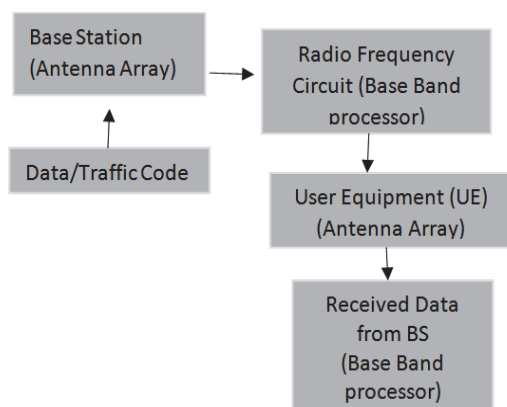 Base Station
(Antenna Array)
Radio Frequency
Circuit (Base Band
processor)
Data/Traffic Code
User Equipment (UE)
(Antenna Array)
Received Data
from BS
(Base Band
processor)